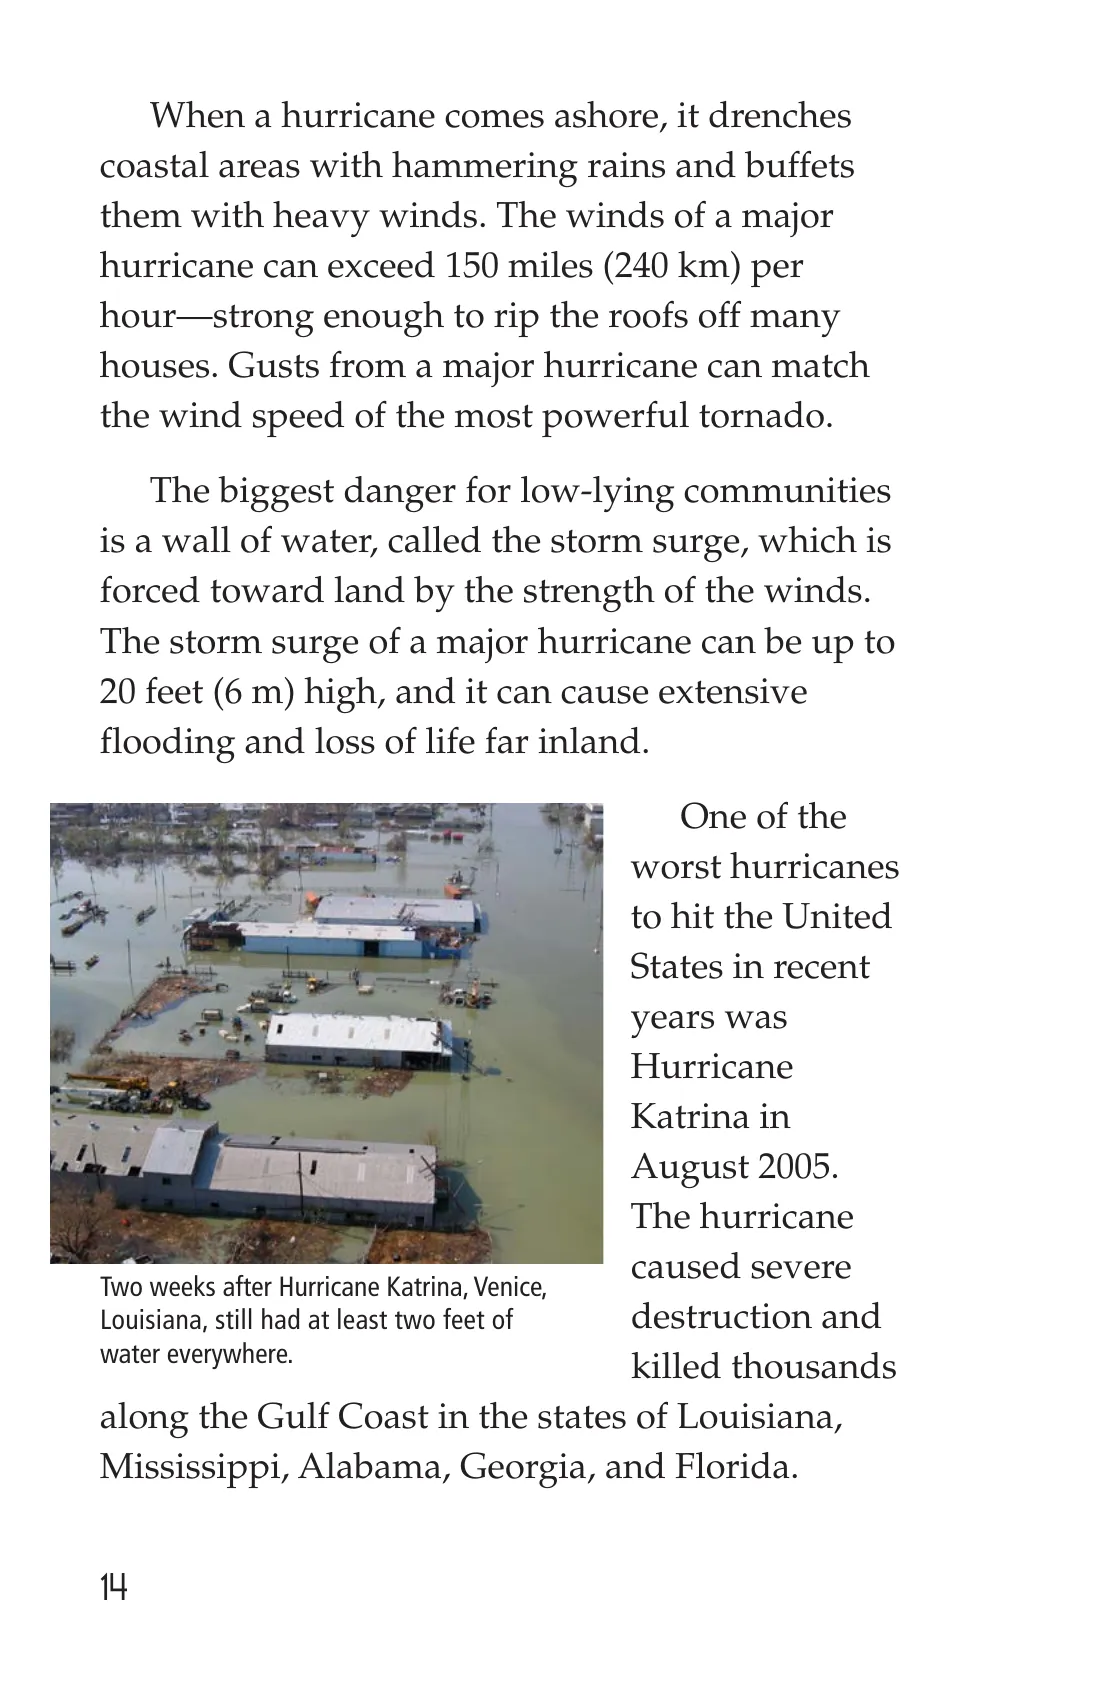 When a hurricane comes ashore, it drenches
coastal areas with hammering rains and buffets
them with heavy winds. The winds of a major
hurricane can exceed 150 miles (240 km) per
hour—strong enough to rip the roofs off many
houses. Gusts from a major hurricane can match
the wind speed of the most powerful tornado.
The biggest danger for low-lying communities
is a wall of water, called the storm surge, which is
forced toward land by the strength of the winds.
The storm surge of a major hurricane can be up to
20 feet (6 m) high, and it can cause extensive
flooding and loss of life far inland.
One of the
worst hurricanes
to hit the United
States in recent
years was
Hurricane
Katrina in
August 2005.
The hurricane
caused severe
destruction and
killed thousands
along the Gulf Coast in the states of Louisiana,
Mississippi, Alabama, Georgia, and Florida.
Two weeks after Hurricane Katrina, Venice,
Louisiana, still had at least two feet of
water everywhere.
14